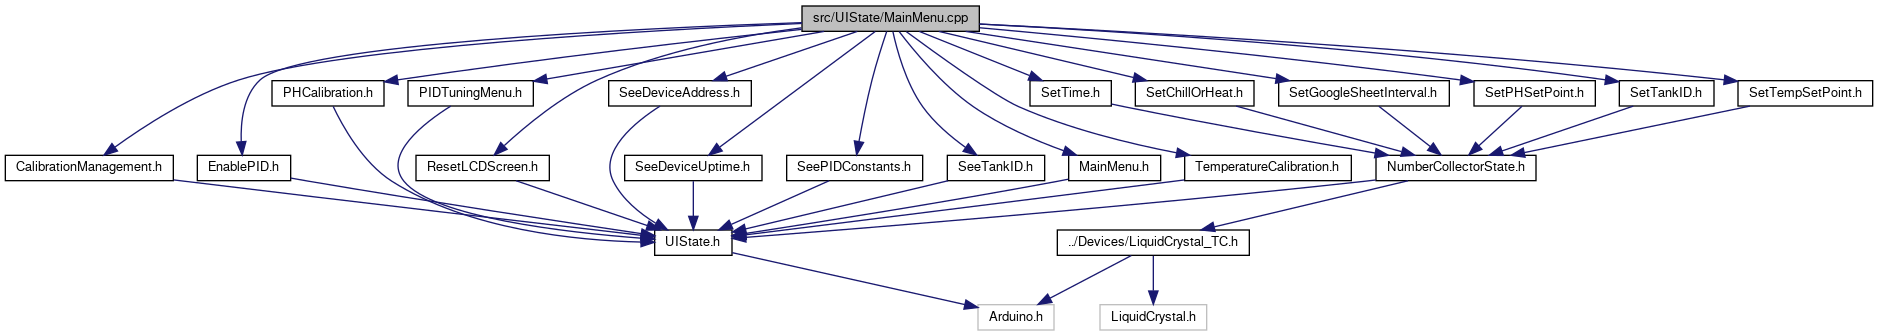 src/UIState/MainMenu.cpp
PHCalibration.h
PIDTuningMenu.h
SeeDeviceAddress.h
SetTime.h
SetChillOrHeat.h
SetGoogleSheetInterval.h
SetPHSetPoint.h
SetTankID.h
SetTempSetPoint.h
CalibrationManagement.h
EnablePID.h
ResetLCDScreen.h
SeeDeviceUptime.h
SeePIDConstants.h
SeeTankID.h
MainMenu.h
TemperatureCalibration.h
NumberCollectorState.h
UIState.h
../Devices/LiquidCrystal_TC.h
Arduino.h
LiquidCrystal.h